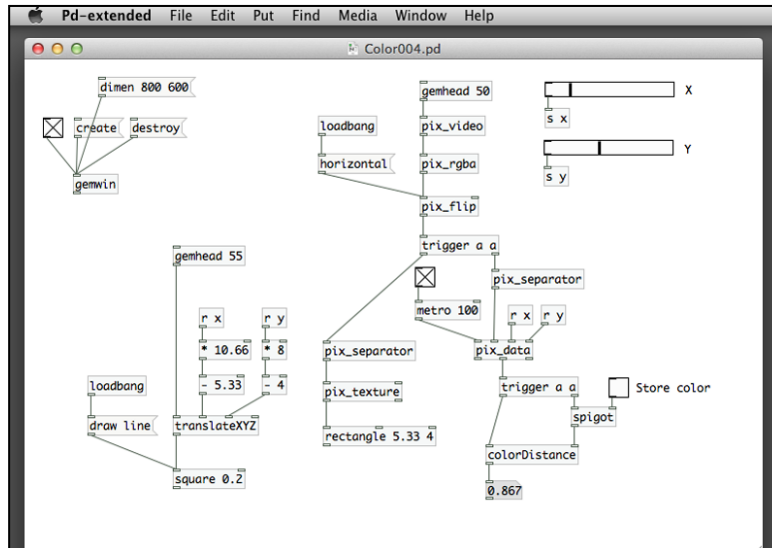 Pd-extended File Edit Put Find Media Window Help
Color004.pd
dimen 800 600
create
destroy
gemwin
gemhead 50
pix_video
loadbang
horizontal
pix_rgba
pix_flip
trigger a a
pix_separator
metro 100
r x
r y
pix_data
X
s x
Y
s y
gemhead 55
r x
r y
* 10.66
* 8
- 5.33
- 4
loadbang
draw line
translateXYZ
square 0.2
pix_separator
pix_texture
rectangle 5.33 4
trigger a a
Store color
spigot
colorDistance
0.867